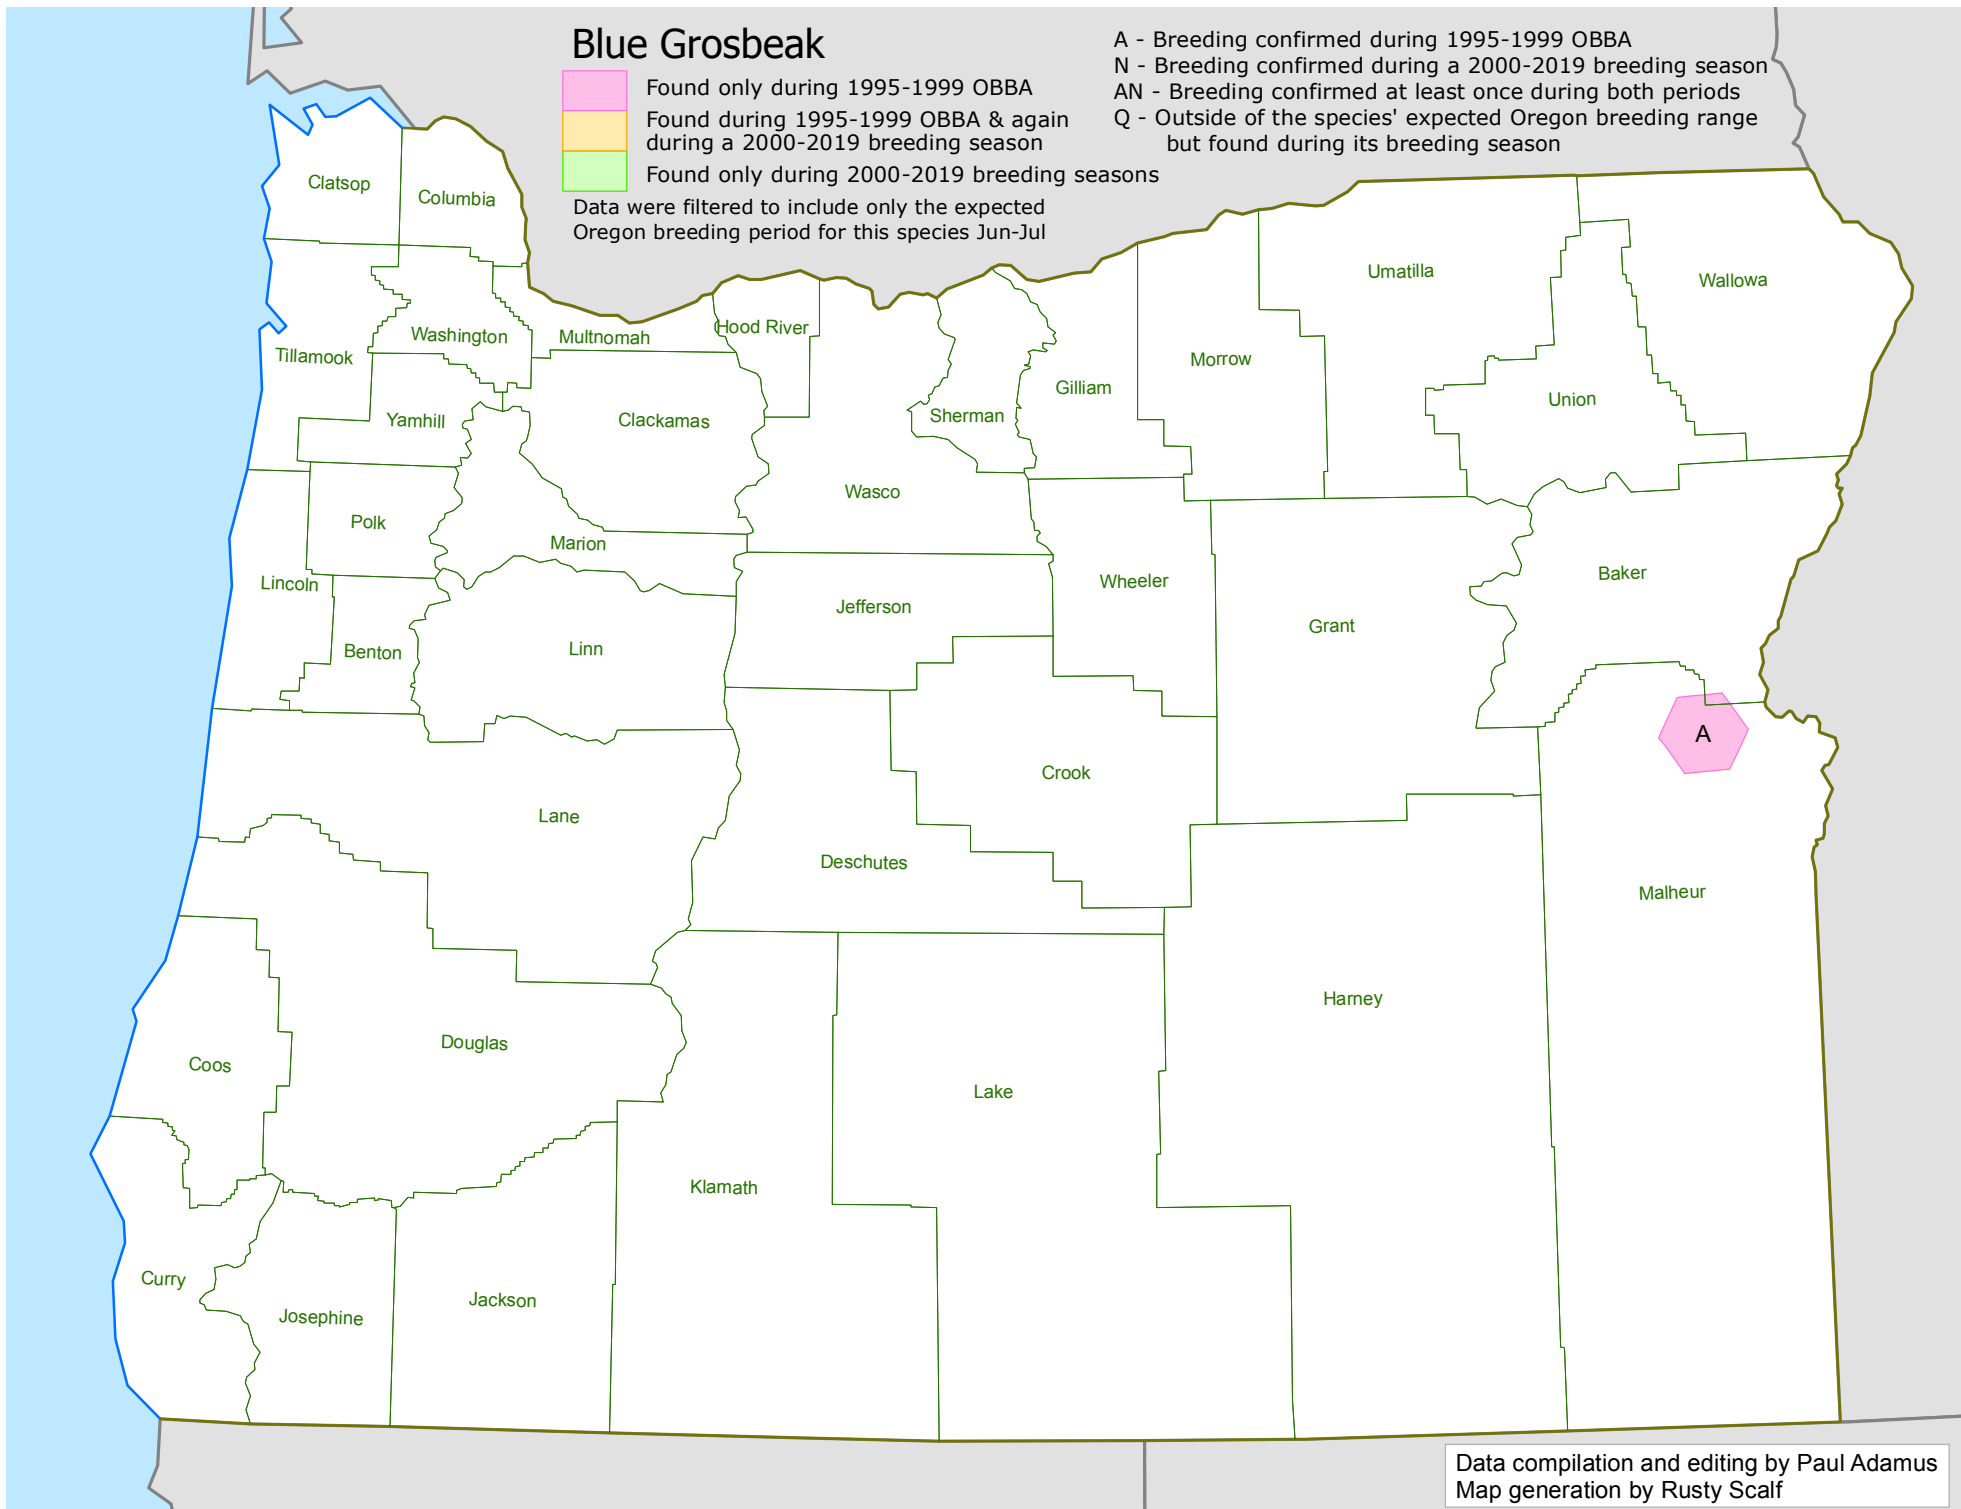 Blue Grosbeak
Found only during 1995-1999 OBBA
Found during 1995-1999 OBBA & again
during a 2000-2019 breeding season
Found only during 2000-2019 breeding seasons
Data were filtered to include only the expected
Oregon breeding period for this species Jun-Jul
A - Breeding confirmed during 1995-1999 OBBA
N - Breeding confirmed during a 2000-2019 breeding season
AN - Breeding confirmed at least once during both periods
Q - Outside of the species' expected Oregon breeding range
but found during its breeding season
Clatsop
Columbia
Umatilla
Wallowa
Hood River
Washington
Multnomah
Tillamook
Morrow
Gilliam
Union
Sherman
Yamhill
Clackamas
Wasco
Polk
Marion
Baker
Wheeler
Lincoln
Jefferson
Grant
Linn
Benton
A
Crook
Lane
Deschutes
Malheur
Harney
Douglas
Coos
Lake
Klamath
Curry
Jackson
Josephine
Data compilation and editing by Paul Adamus
Map generation by Rusty Scalf